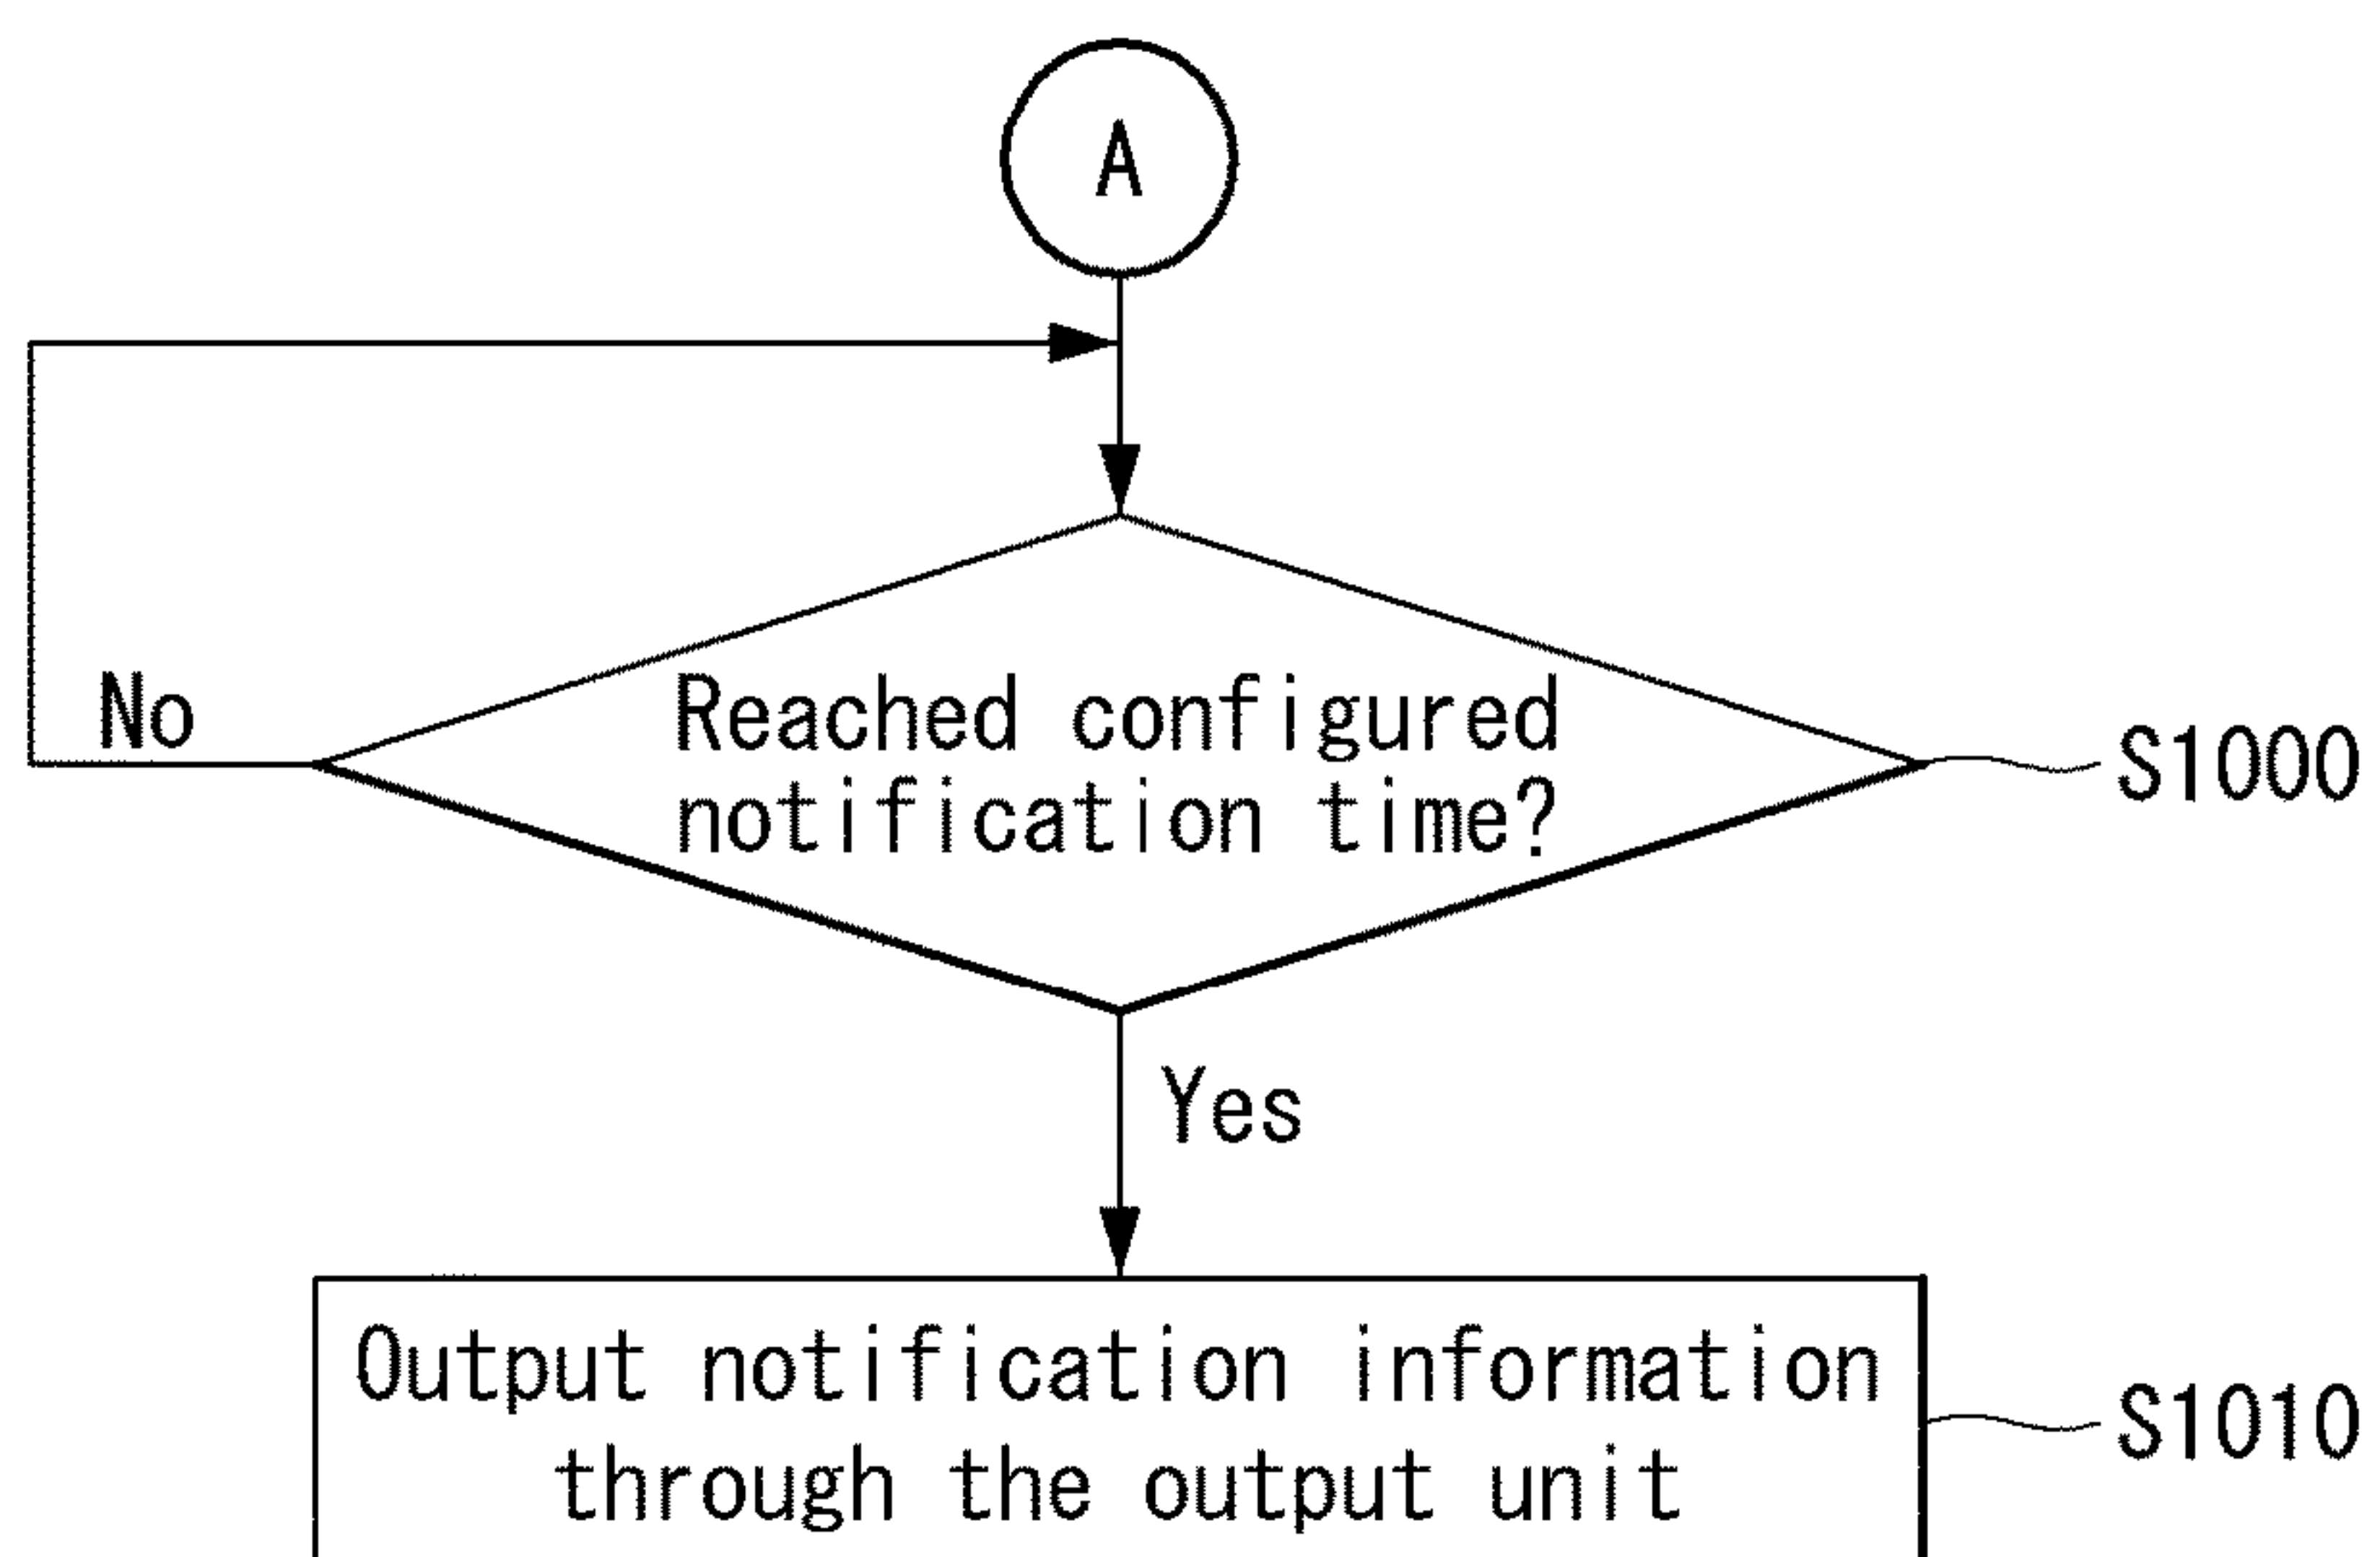 A
No
Reached configured
notification time?
S1000
Yes
Output notification information
through the output unit
S1010